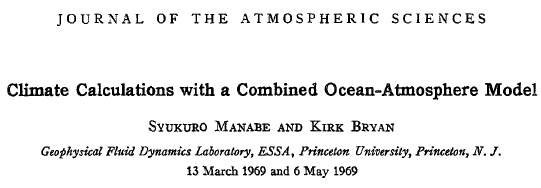 JOURNAL OF THE ATMOSPHERIC SCIENCES
Climate Calculations with a Combined Ocean-Atmosphere Model
SYUKURO MANABE AND KIRK BRYAN
Geophysical Fluid Dynamics Laboratory, ESSA, Princeton University, Princeton, N. J.
13 March 1969 and 6 May 1969